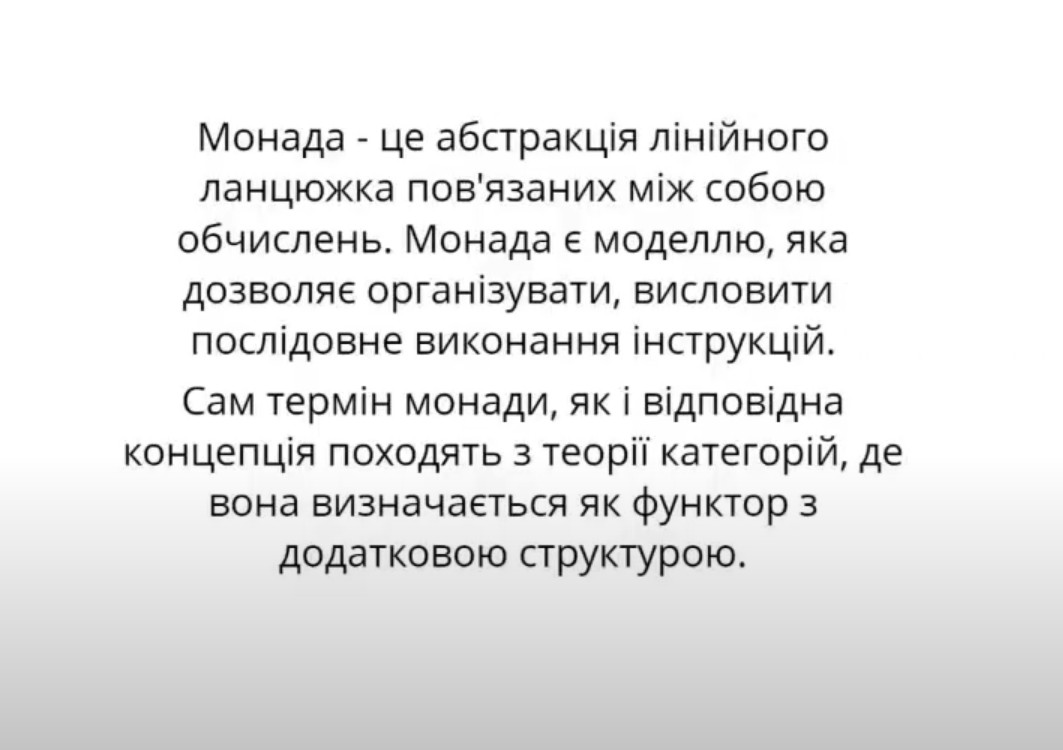 Монада - це абстракція лінійного
ланцюжка пов'язаних між собою
обчислень. Монада є моделлю, яка
дозволяє організувати, висловити
послідовне виконання інструкцій.
Сам термін монади, як і відповідна
концепція походять з теорії категорій, де
вона визначається як функтор з
додатковою структурою.